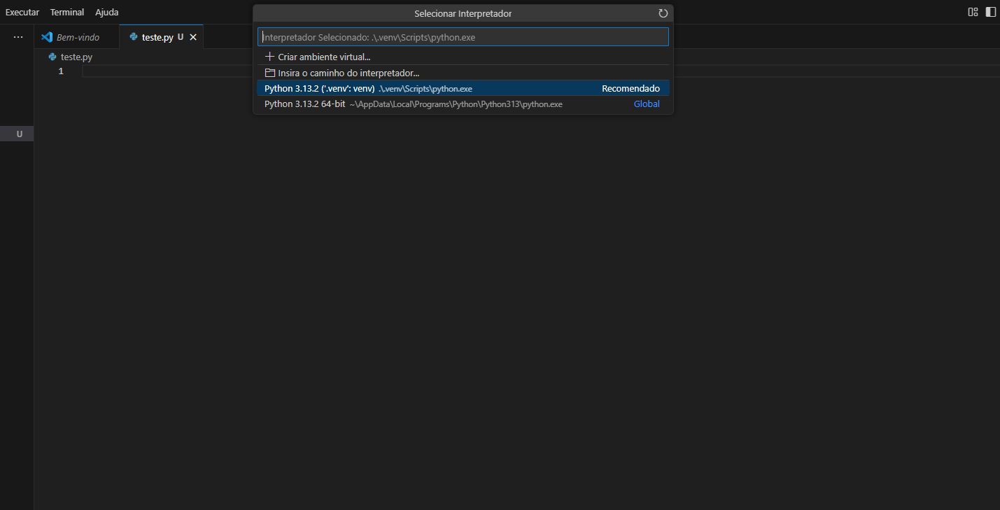 Executar Terminal Ajuda
Selecionar Interpretador
Bem-vindo teste.py U
Interpretador Selecionado: .\.venv\Scripts\python.exe
teste.py
Criar ambiente virtual...
1
Insira o caminho do interpretador...
Python 3.13.2 ('.venv': venv) .\.venv\Scripts\python.exe Recomendado
Python 3.13.2 64-bit ~\AppData\Local\Programs\Python\Python313\python.exe Global
U